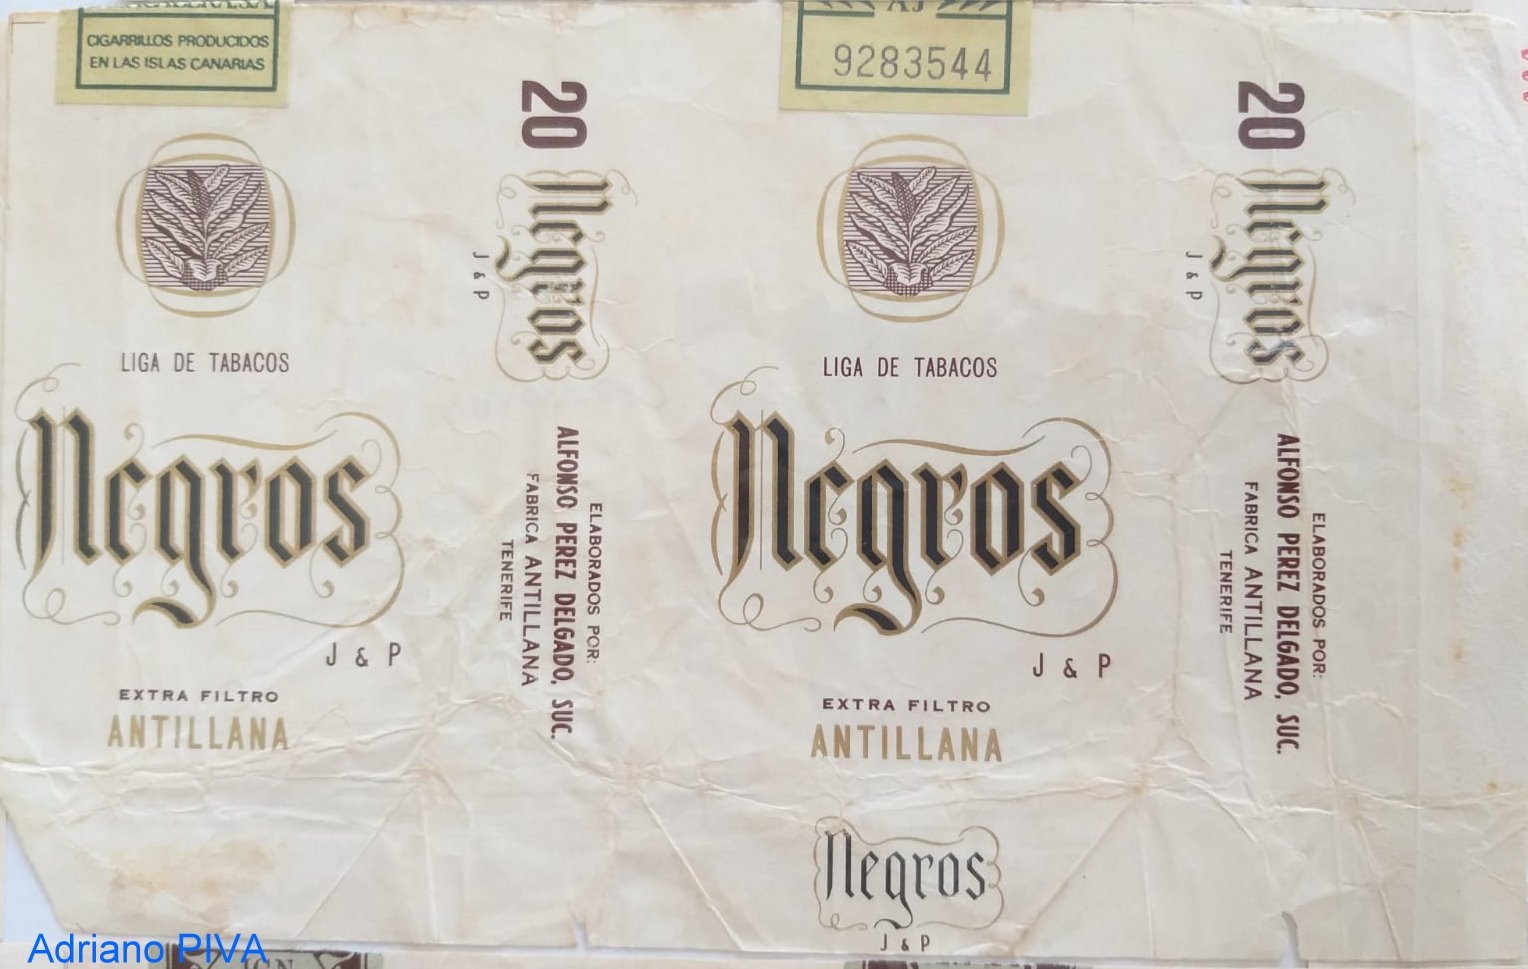 CIGARRILLOS PRODUCIDOS
EN LAS ISLAS CANARIAS
LIGA DE TABACOS
Negros
J & P
EXTRA FILTRO
ANTILLANA
20
Negros
J & P
ELABORADOS POR:
ALFONSO PEREZ DELGADO, SUC.
FABRICA ANTILLANA
TENERIFE
AJ
9283544
LIGA DE TABACOS
Negros
J & P
EXTRA FILTRO
ANTILLANA
Negros
J & P
20
Negros
J & P
ELABORADOS POR:
ALFONSO PEREZ DELGADO, SUC.
FABRICA ANTILLANA
TENERIFE
Adriano PIVA